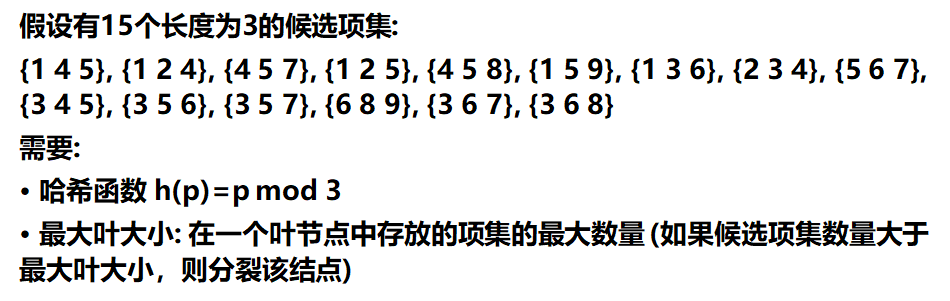 假设有15个长度为3的候选项集:
{1 4 5}, {1 2 4}, {4 5 7}, {1 2 5}, {4 5 8}, {1 5 9}, {1 3 6}, {2 3 4}, {5 6 7},
{3 4 5}, {3 5 6}, {3 5 7}, {6 8 9}, {3 6 7}, {3 6 8}
需要:
• 哈希函数 h(p)=p mod 3
• 最大叶大小: 在一个叶节点中存放的项集的最大数量 (如果候选项集数量大于
最大叶大小，则分裂该结点)